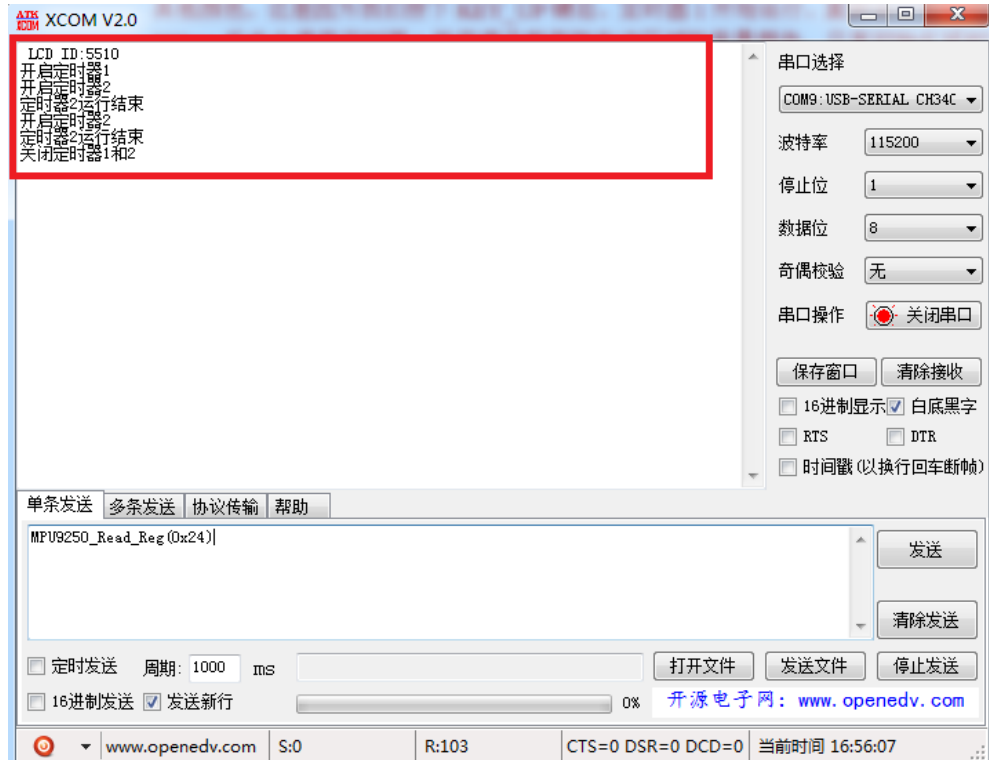 ATK XCOM XCOM V2.0
LCD ID:5510
开启定时器1
开启定时器2
定时器2运行结束
开启定时器2
定时器2运行结束
关闭定时器1和2
串口选择
COM9:USB-SERIAL CH34
波特率 115200
停止位 1
数据位 8
奇偶校验 无
串口操作 关闭串口
保存窗口 清除接收
16进制显示 白底黑字
RTS DTR
时间戳(以换行回车断帧)
单条发送 多条发送 协议传输 帮助
MPU9250_Read_Reg(0x24)
发送
清除发送
定时发送 周期: 1000 ms 打开文件 发送文件 停止发送
16进制发送 发送新行 0% 开源电子网: www.openedv.com
www.openedv.com S:0 R:103 CTS=0 DSR=0 DCD=0 当前时间 16:56:07